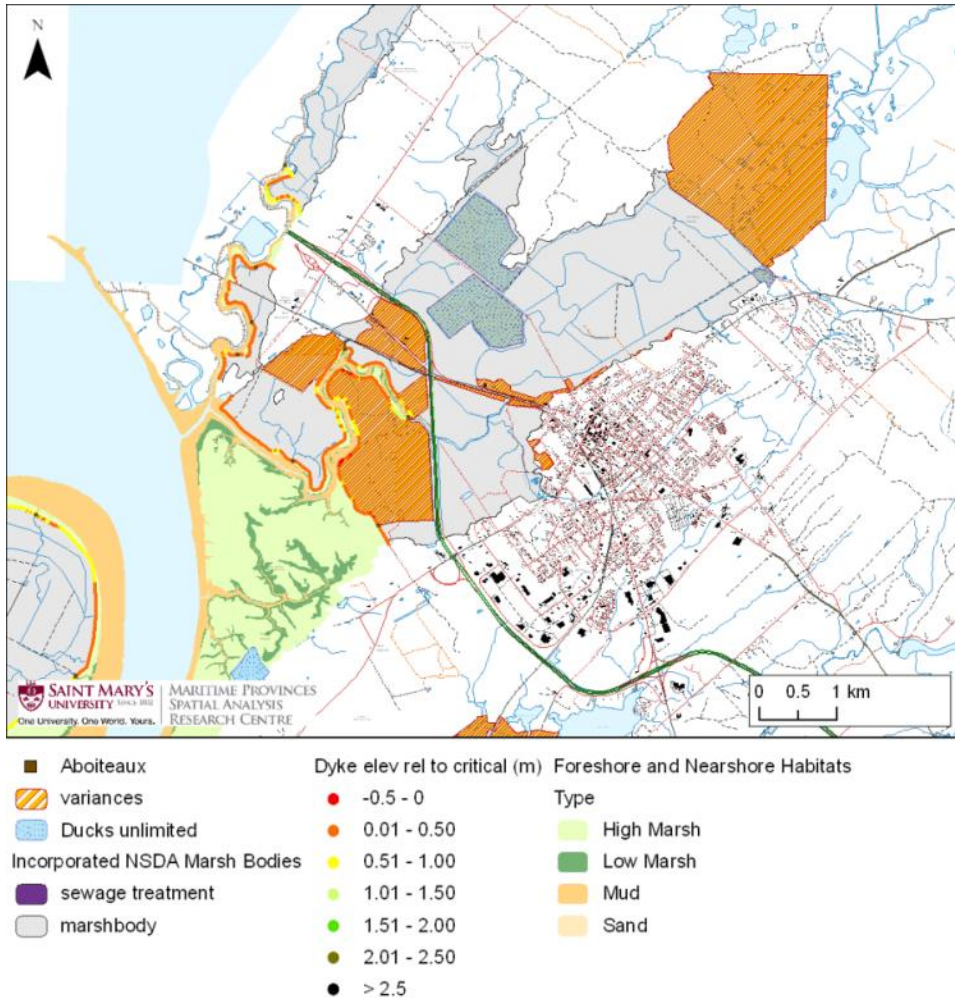 N
SAINT MARY'S
UNIVERSITY SINCE 1802
One University. One World. Yours.
MARITIME PROVINCES
SPATIAL ANALYSIS
RESEARCH CENTRE
0 0.5 1 km
Aboiteaux
variances
Ducks unlimited
Incorporated NSDA Marsh Bodies
sewage treatment
marshbody
Dyke elev rel to critical (m)
-0.5 - 0
0.01 - 0.50
0.51 - 1.00
1.01 - 1.50
1.51 - 2.00
2.01 - 2.50
> 2.5
Foreshore and Nearshore Habitats
Type
High Marsh
Low Marsh
Mud
Sand